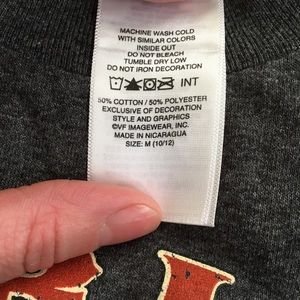 MACHINE WASH COLD
WITH SIMILAR COLORS
INSIDE OUT
DO NOT BLEACH
TUMBLE DRY LOW
DO NOT IRON DECORATION
INT
50% COTTON / 50% POLYESTER
EXCLUSIVE OF DECORATION
STYLE AND GRAPHICS
©VF IMAGEWEAR, INC.
MADE IN NICARAGUA
SIZE: M (10/12)